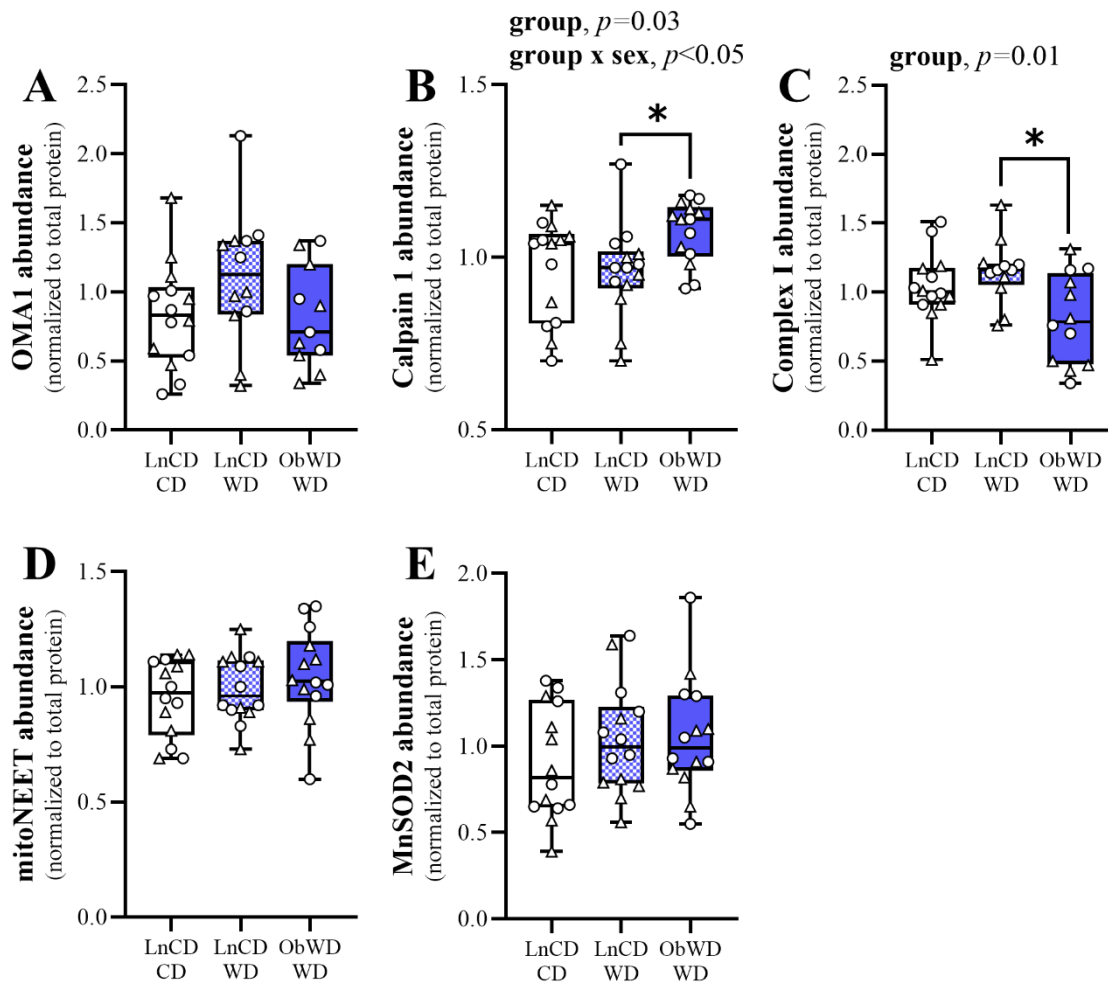 A
OMA1 abundance
(normalized to total protein)
2.5
2.0
1.5
1.0
0.5
0.0
LnCD LnCD ObWD
CD WD WD
group, p=0.03
group x sex, p<0.05
B
Calpain 1 abundance
(normalized to total protein)
1.5
1.0
0.5
*
LnCD LnCD ObWD
CD WD WD
group, p=0.01
C
Complex I abundance
(normalized to total protein)
2.5
2.0
1.5
1.0
0.5
0.0
*
LnCD LnCD ObWD
CD WD WD
D
mitoNEET abundance
(normalized to total protein)
1.5
1.0
0.5
0.0
LnCD LnCD ObWD
CD WD WD
E
MnSOD2 abundance
(normalized to total protein)
2.0
1.5
1.0
0.5
0.0
LnCD LnCD ObWD
CD WD WD